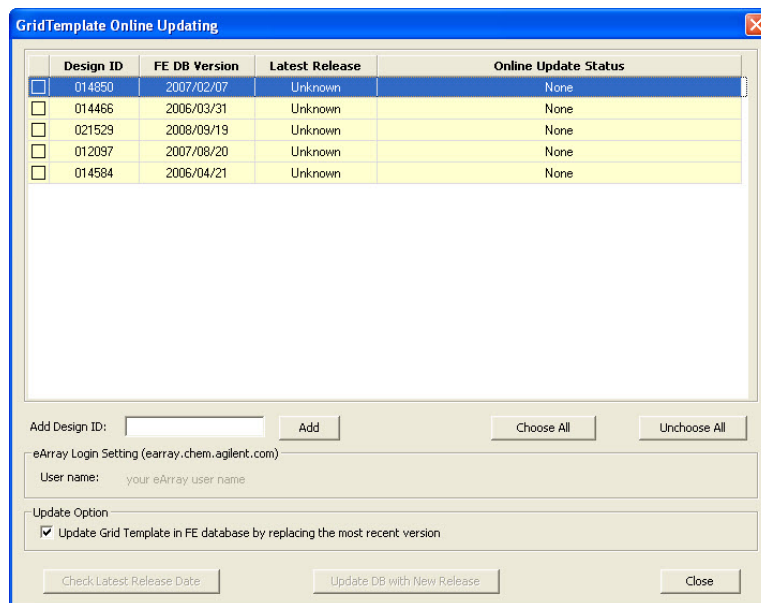 GridTemplate Online Updating
Design ID FE DB Version Latest Release Online Update Status
014850 2007/02/07 Unknown None
014466 2006/03/31 Unknown None
021529 2008/09/19 Unknown None
012097 2007/08/20 Unknown None
014584 2006/04/21 Unknown None
Add Design ID: Add Choose All Unchoose All
eArray Login Setting (earray.chem.agilent.com)
User name: your eArray user name
Update Option
Update Grid Template in FE database by replacing the most recent version
Check Latest Release Date Update DB with New Release Close